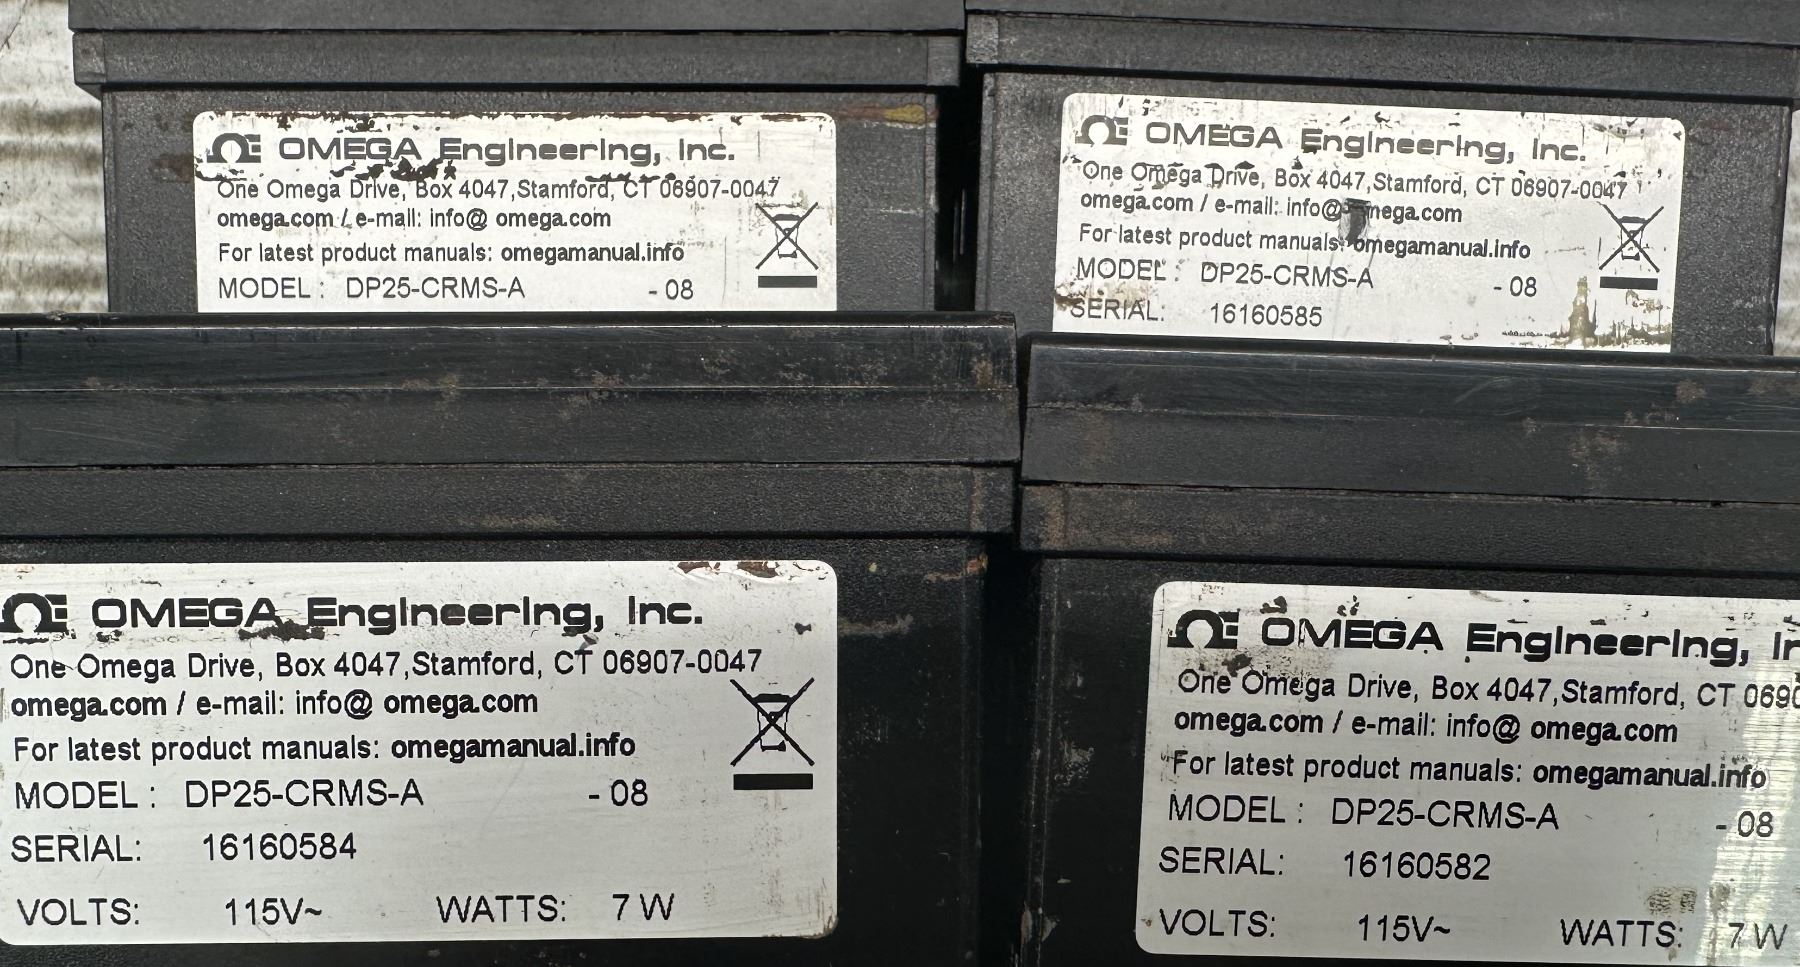 OMEGA Engineering, Inc.
One Omega Drive, Box 4047,Stamford, CT 06907-0047
omega.com / e-mail: info@ omega.com
For latest product manuals: omegamanual.info
MODEL : DP25-CRMS-A - 08
OMEGA Engineering, Inc.
One Omega Drive, Box 4047,Stamford, CT 06907-0047
omega.com / e-mail: info@ omega.com
For latest product manuals: omegamanual.info
MODEL : DP25-CRMS-A - 08
SERIAL: 16160585
OMEGA Engineering, Inc.
One Omega Drive, Box 4047,Stamford, CT 06907-0047
omega.com / e-mail: info@ omega.com
For latest product manuals: omegamanual.info
MODEL : DP25-CRMS-A - 08
SERIAL: 16160584
VOLTS: 115V~ WATTS: 7 W
OMEGA Engineering, In
One Omega Drive, Box 4047,Stamford, CT 0690
omega.com / e-mail: info@ omega.com
For latest product manuals: omegamanual.info
MODEL : DP25-CRMS-A - 08
SERIAL: 16160582
VOLTS: 115V~ WATTS: 7 W